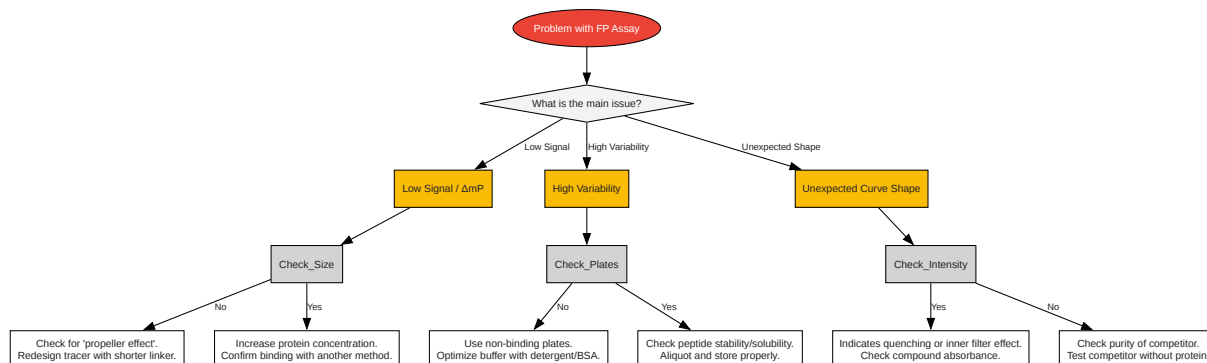 Problem with FP Assay
What is the main issue?
Low Signal
High Variability
Unexpected Shape
Low Signal / ΔmP
High Variability
Unexpected Curve Shape
Check_Size
Check_Plates
Check_Intensity
No
Yes
No
Yes
Yes
No
Check for 'propeller effect'.
Redesign tracer with shorter linker.
Increase protein concentration.
Confirm binding with another method.
Use non-binding plates.
Optimize buffer with detergent/BSA.
Check peptide stability/solubility.
Aliquot and store properly.
Indicates quenching or inner filter effect.
Check compound absorbance.
Check purity of competitor.
Test competitor without protein